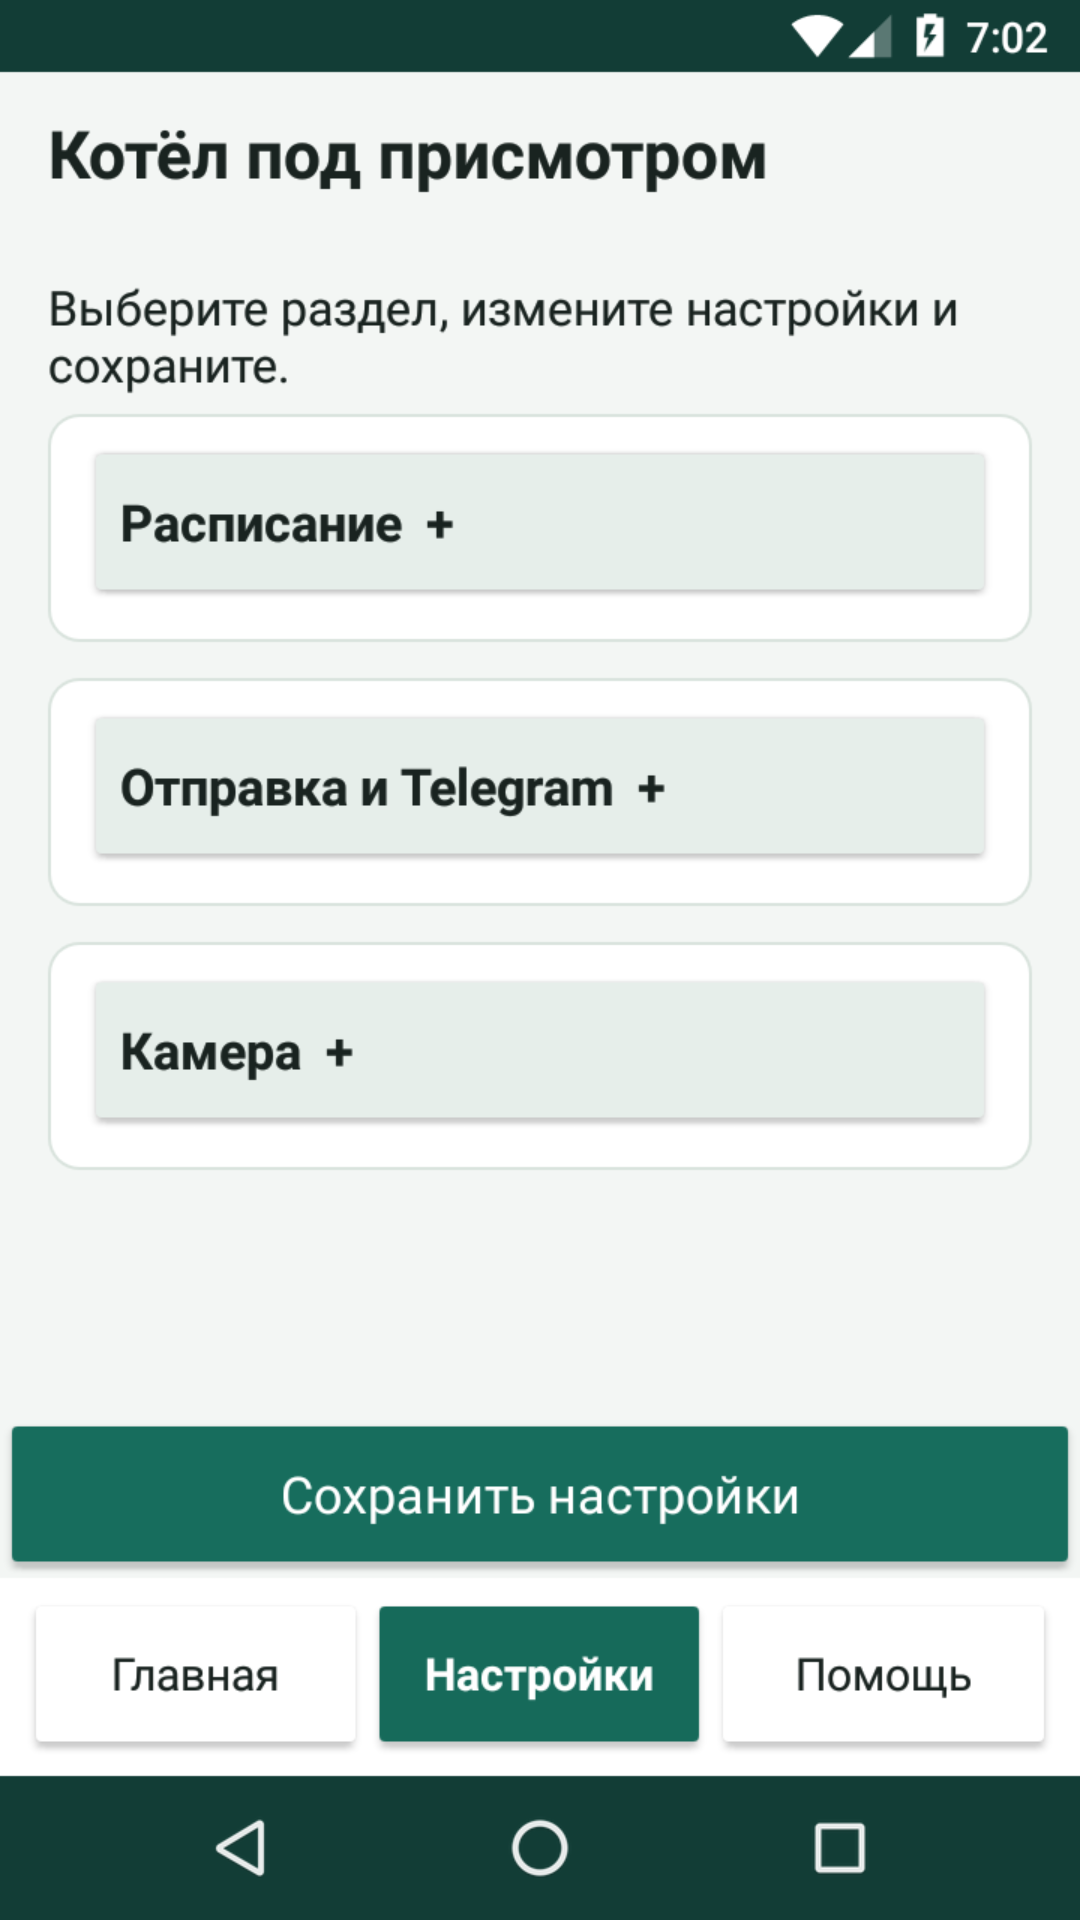 7:02
Котёл под присмотром
Выберите раздел, измените настройки и
сохраните.
Расписание +
Отправка и Telegram +
Камера +
Сохранить настройки
Главная
Настройки
Помощь